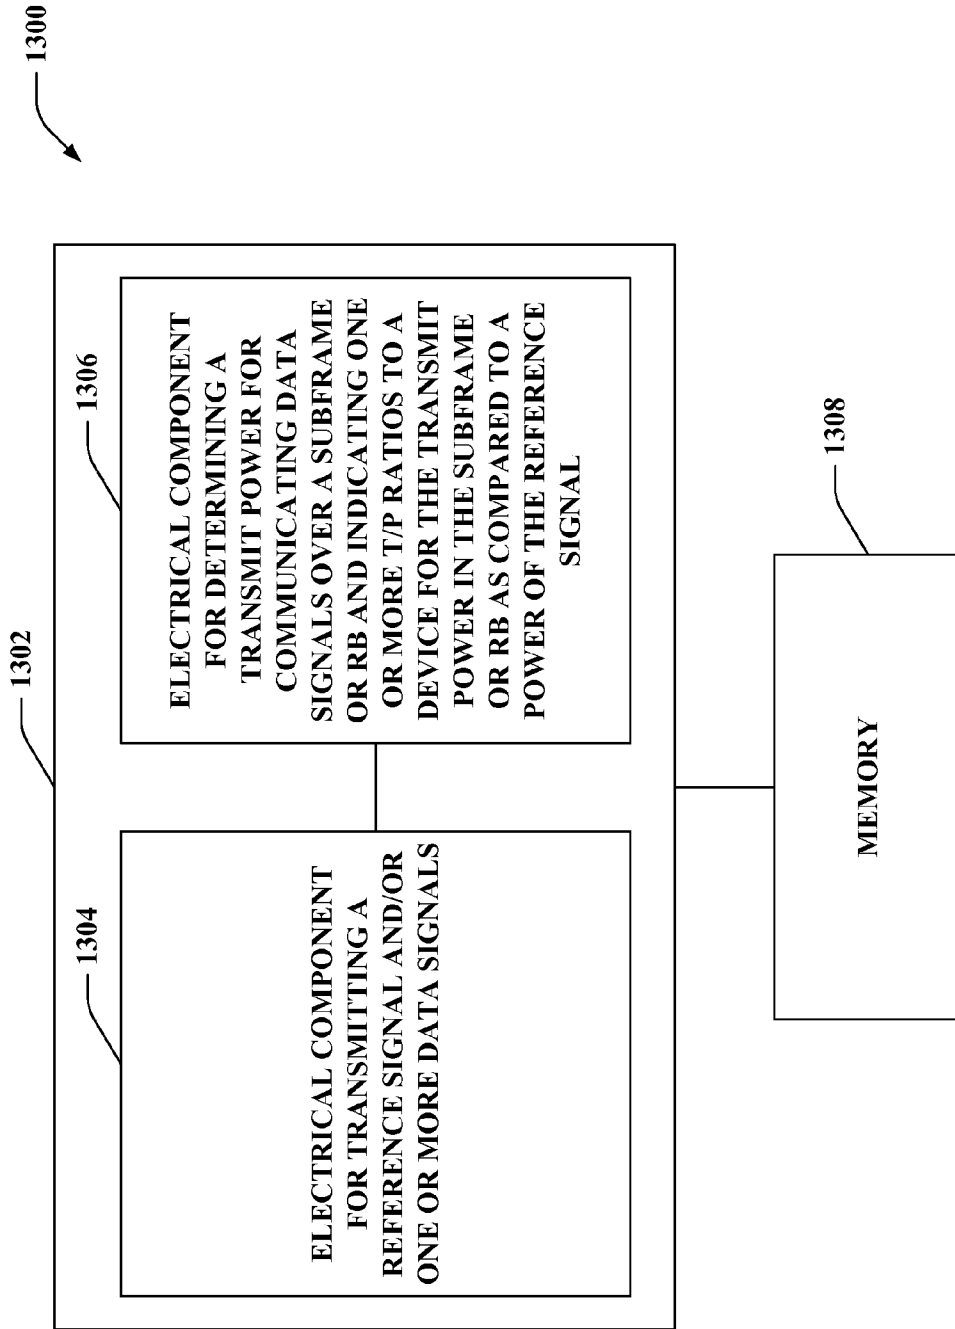 1300
1302
1304
ELECTRICAL COMPONENT
FOR TRANSMITTING A
REFERENCE SIGNAL AND/OR
ONE OR MORE DATA SIGNALS
1306
ELECTRICAL COMPONENT
FOR DETERMINING A
TRANSMIT POWER FOR
COMMUNICATING DATA
SIGNALS OVER A SUBFRAME
OR RB AND INDICATING ONE
OR MORE T/P RATIOS TO A
DEVICE FOR THE TRANSMIT
POWER IN THE SUBFRAME
OR RB AS COMPARED TO A
POWER OF THE REFERENCE
SIGNAL
1308
MEMORY